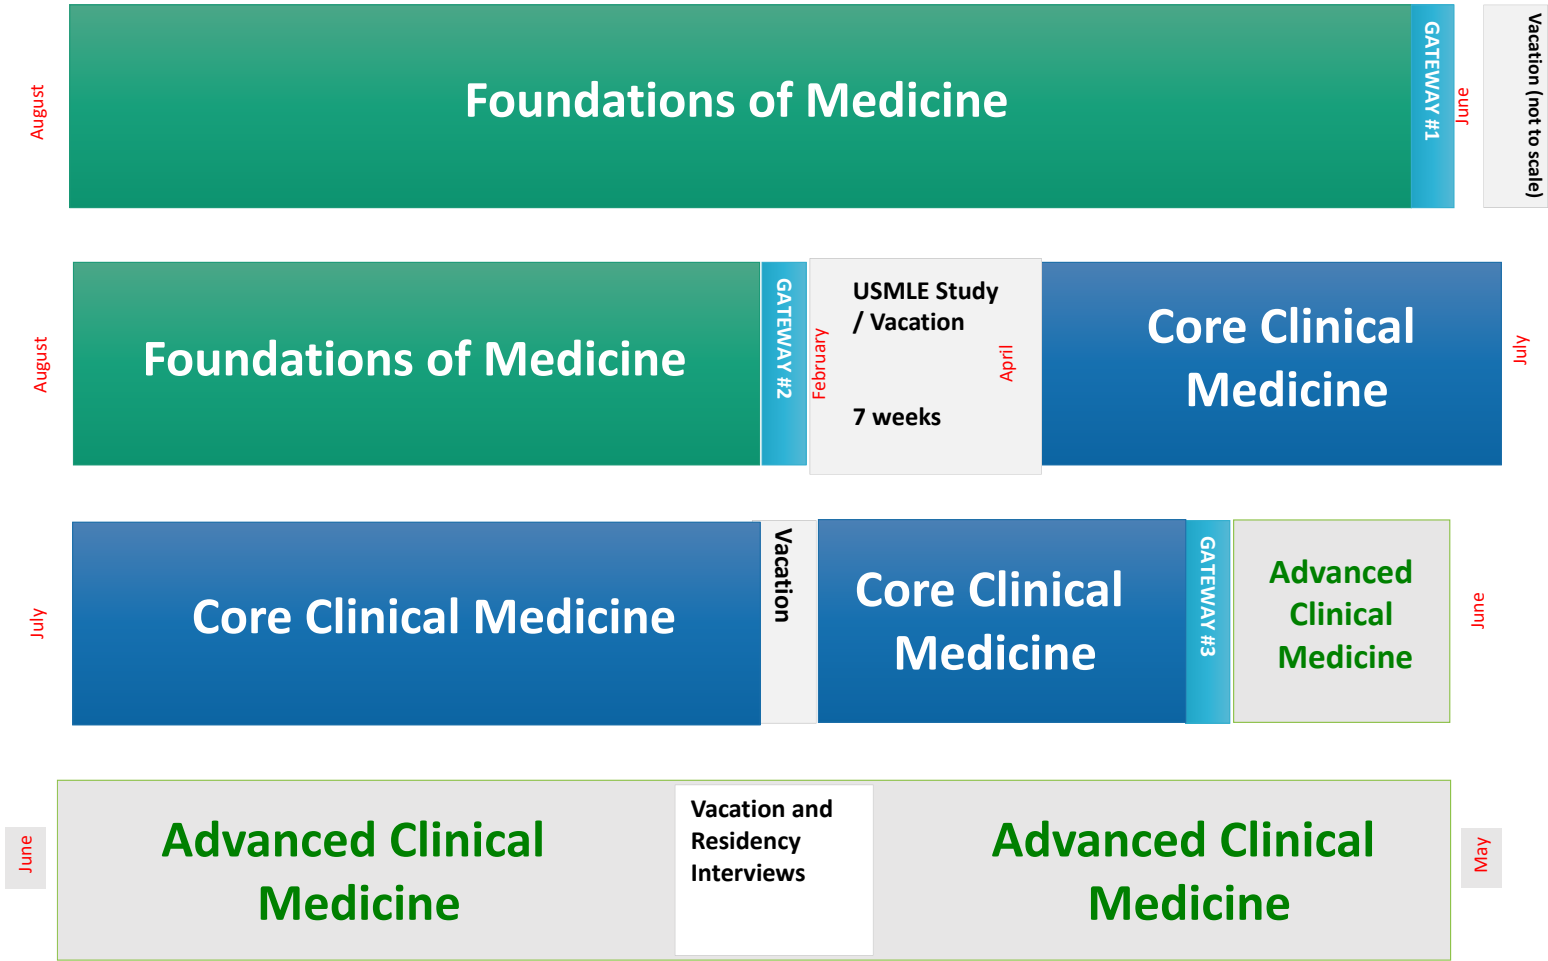 August
Foundations of Medicine
GATEWAY #1
June
Vacation (not to scale)
August
Foundations of Medicine
GATEWAY #2
February
USMLE Study
/ Vacation
7 weeks
April
Core Clinical
Medicine
July
July
Core Clinical Medicine
Vacation
Core Clinical
Medicine
GATEWAY #3
Advanced
Clinical
Medicine
June
June
Advanced Clinical
Medicine
Vacation and
Residency
Interviews
Advanced Clinical
Medicine
May